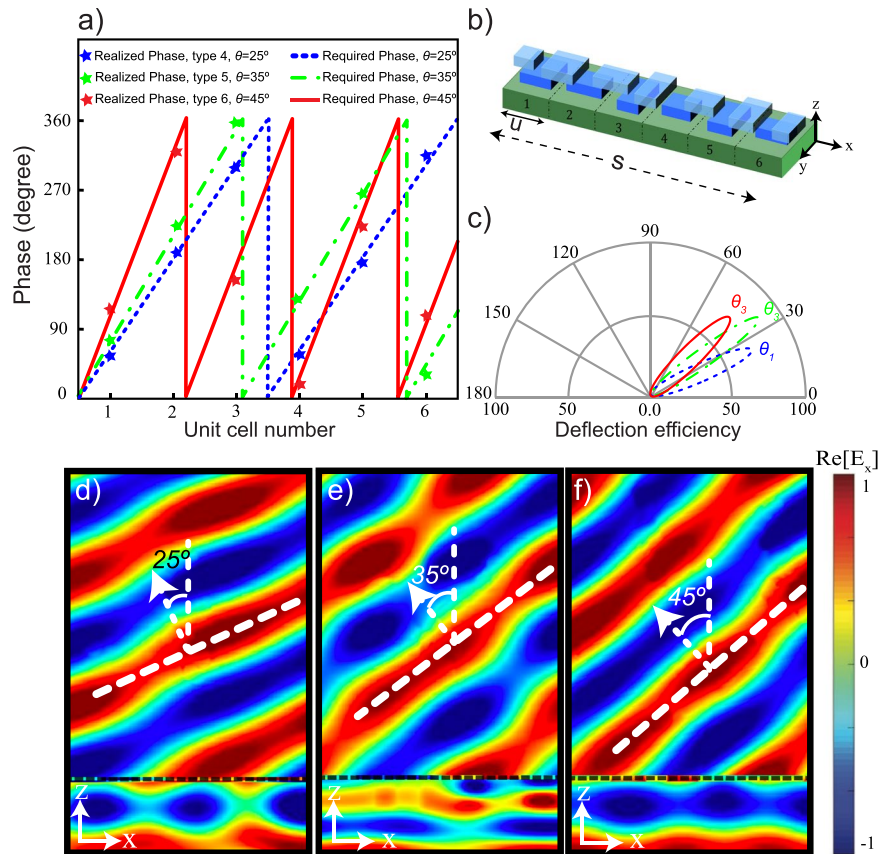 a)
Realized Phase, type 4, θ=25º
Required Phase, θ=25º
Realized Phase, type 5, θ=35º
Required Phase, θ=35º
Realized Phase, type 6, θ=45º
Required Phase, θ=45º
Phase (degree)
360
270
180
90
0
1
2
3
4
5
6
Unit cell number
b)
1
2
3
4
5
6
u
S
z
x
y
c)
90
120
60
150
30
180
0
θ3
θ3
θ1
100
50
0.0
50
100
Deflection efficiency
d)
25º
z
x
e)
35º
z
x
f)
45º
z
x
Re[Ex]
1
0
-1